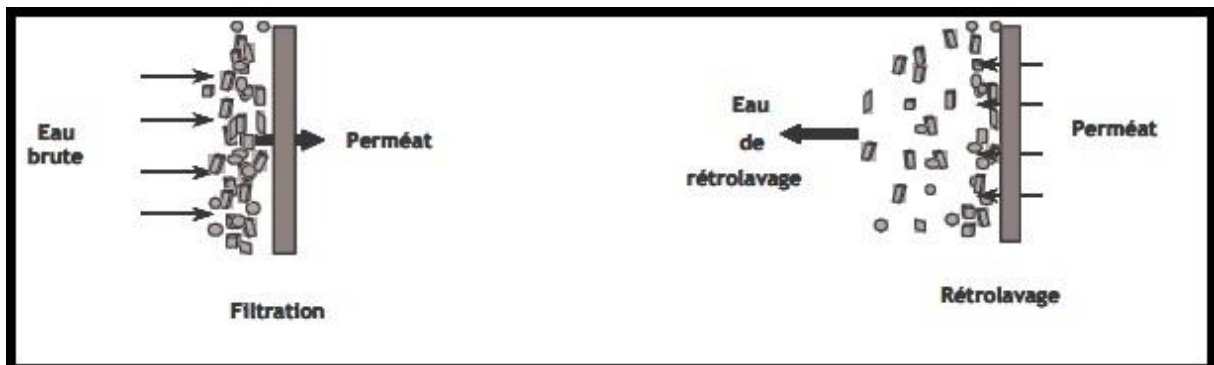 Eau
brute
Perméat
Filtration
Eau
de
rétrolavage
Perméat
Rétrolavage